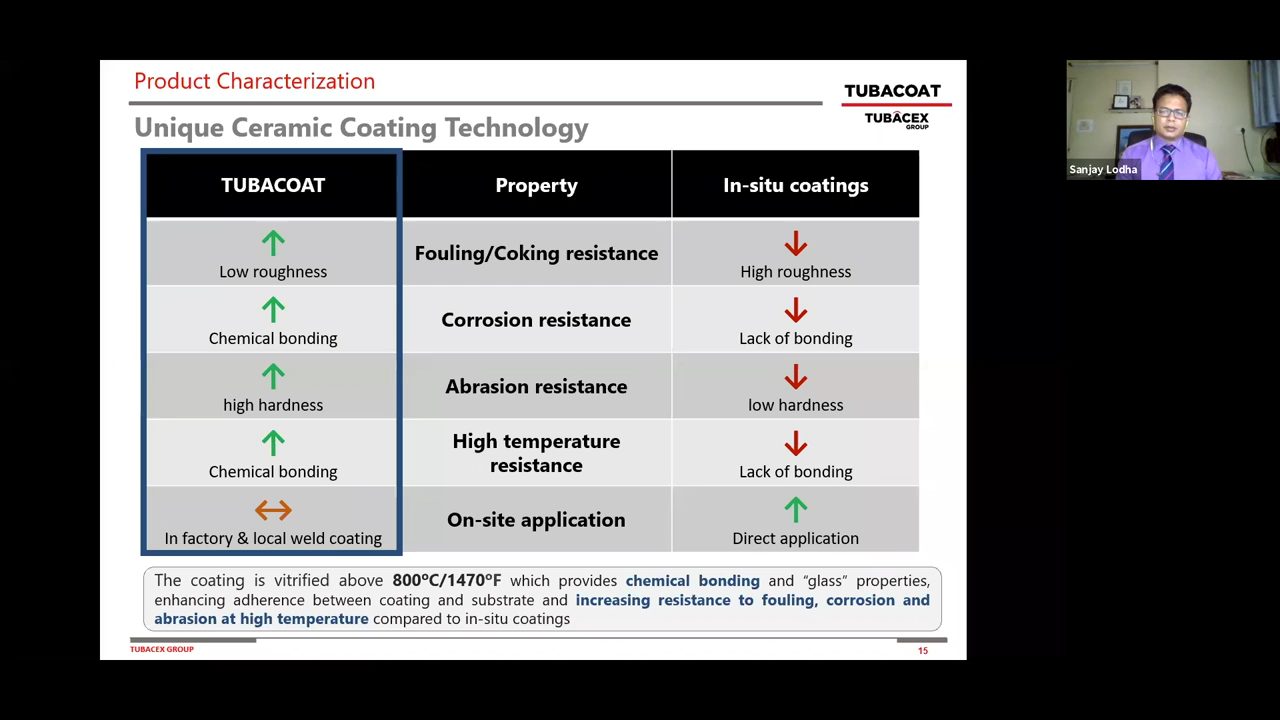 Product Characterization
TUBACOAT
TUBÂCEX
GROUP
Unique Ceramic Coating Technology
TUBACOAT
Property
In-situ coatings
Low roughness
Fouling/Coking resistance
High roughness
Chemical bonding
Corrosion resistance
Lack of bonding
high hardness
Abrasion resistance
low hardness
Chemical bonding
High temperature
resistance
Lack of bonding
In factory & local weld coating
On-site application
Direct application
The coating is vitrified above 800ºC/1470ºF which provides chemical bonding and “glass” properties,
enhancing adherence between coating and substrate and increasing resistance to fouling, corrosion and
abrasion at high temperature compared to in-situ coatings
TUBACEX GROUP
15
Sanjay Lodha